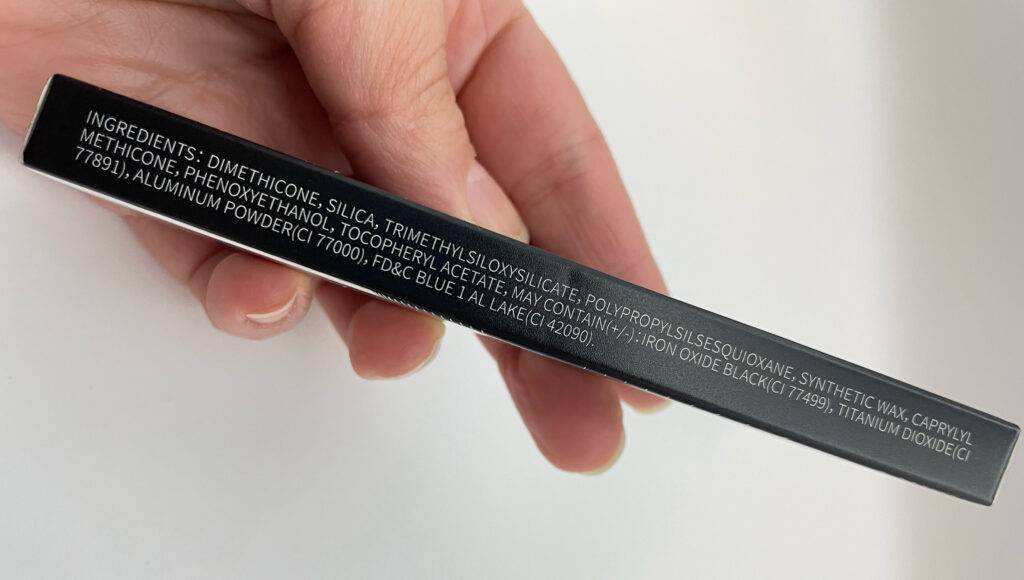 INGREDIENTS: DIMETHICONE, SILICA, TRIMETHYLSILOXYSILICATE, POLYPROPYLSILSESQUIOXANE, SYNTHETIC WAX, CAPRYLYL
METHICONE, PHENOXYETHANOL, TOCOPHERYL ACETATE, MAY CONTAIN(+/-): IRON OXIDE BLACK(CI 77499), TITANIUM DIOXIDE(CI
77891), ALUMINUM POWDER(CI 77000), FD&C BLUE 1 AL LAKE(CI 42090).